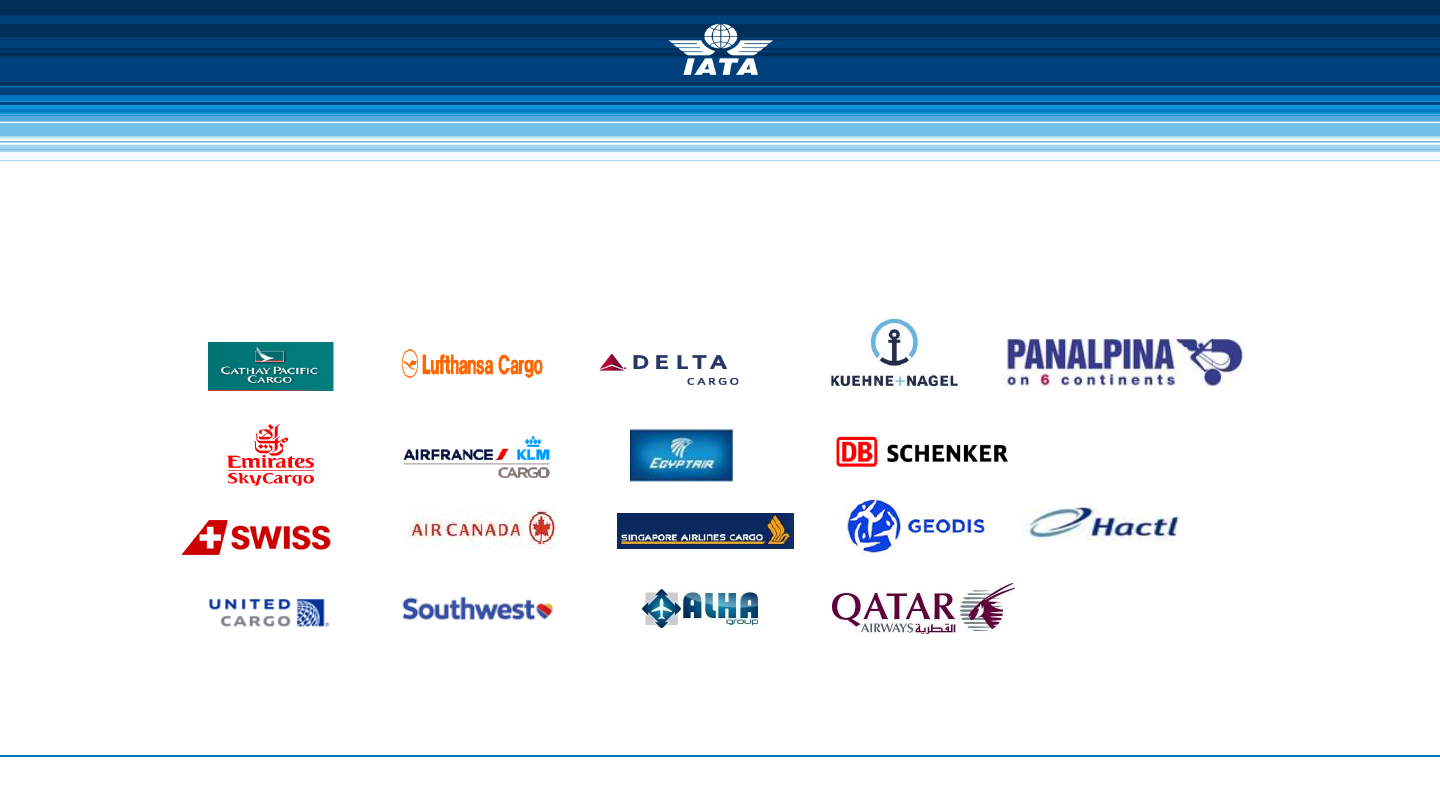 IATA
CATHAY PACIFIC
CARGO
Lufthansa Cargo
DELTA
CARGO
KUEHNE+NAGEL
PANALPINA
on 6 continents
Emirates
SkyCargo
AIRFRANCE KLM
CARGO
EGYPTAIR
DB SCHENKER
SWISS
AIR CANADA
SINGAPORE AIRLINES CARGO
GEODIS
Hactl
UNITED
CARGO
Southwest
ALHA
group
QATAR
AIRWAYS القطرية